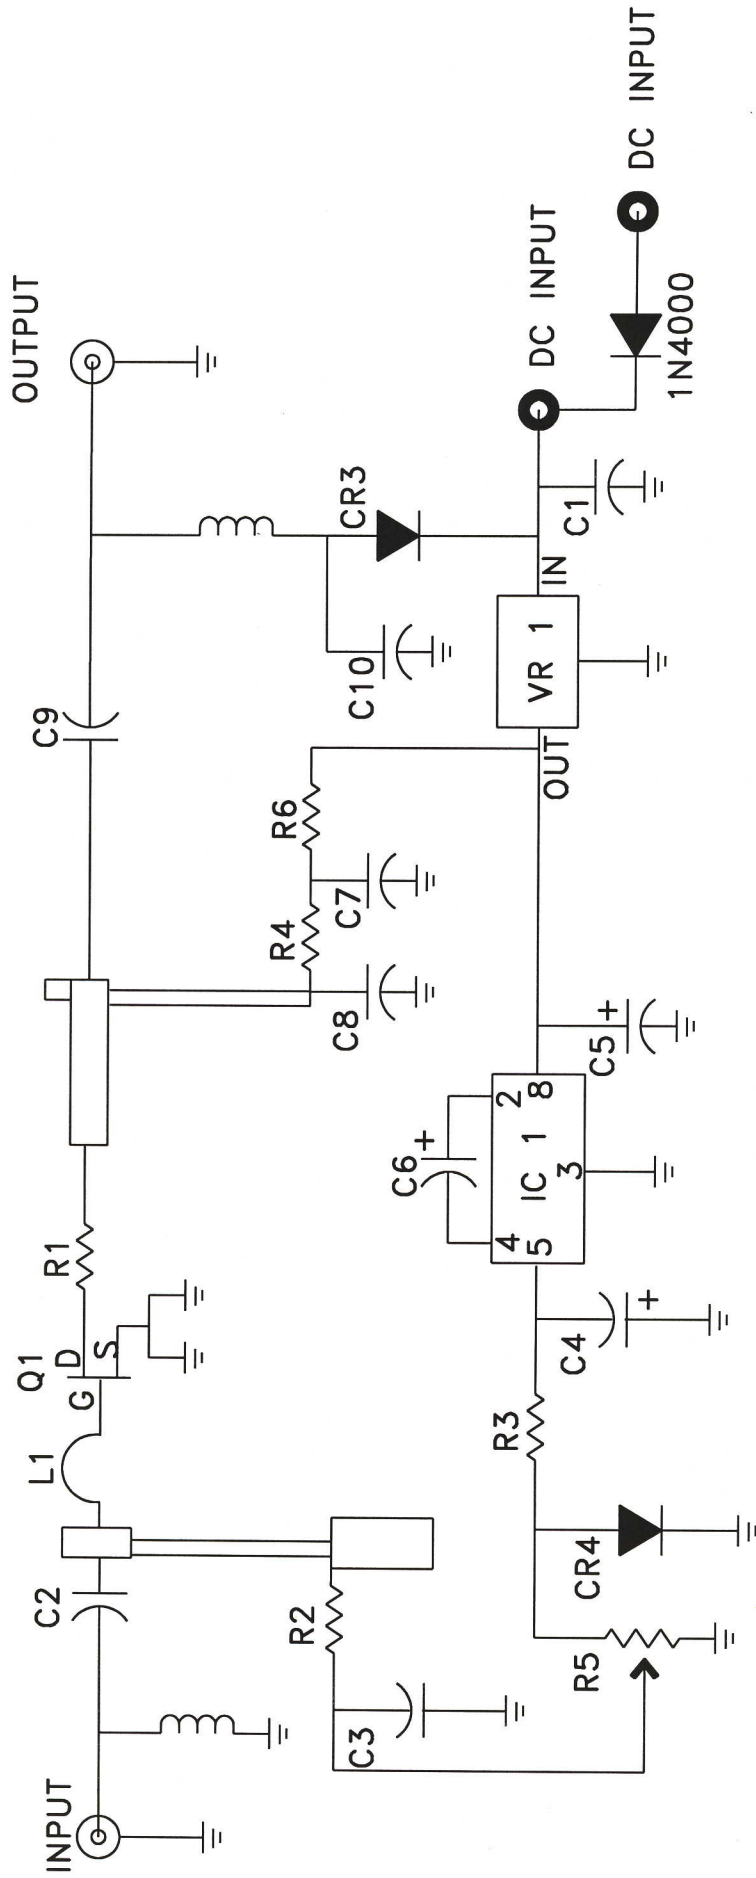 INPUT
C2
L1
Q1
G
D
S
R1
C9
OUTPUT
R2
C3
R4
R6
C8
C7
C10
CR3
R5
CR4
R3
C4
C6
+
4
2
5
IC 1
8
3
C5
+
+
OUT
VR 1
IN
C1
DC INPUT
1N4000
DC INPUT